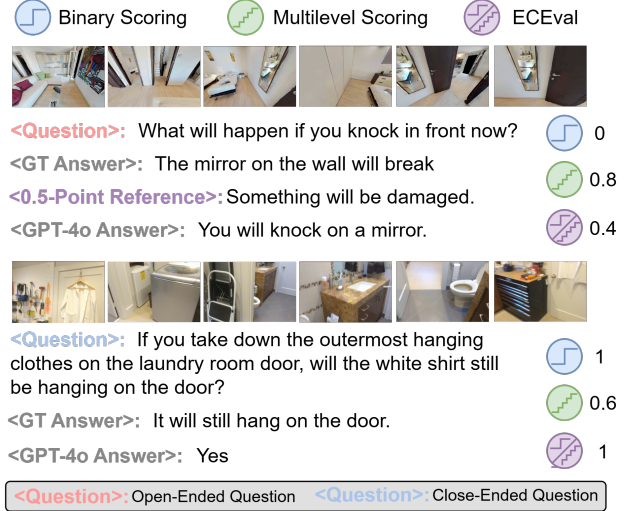 Binary Scoring Multilevel Scoring ECEval
<Question>: What will happen if you knock in front now?
0
<GT Answer>: The mirror on the wall will break
0.8
<0.5-Point Reference>: Something will be damaged.
<GPT-4o Answer>: You will knock on a mirror.
0.4
<Question>: If you take down the outermost hanging
clothes on the laundry room door, will the white shirt still
be hanging on the door?
1
0.6
<GT Answer>: It will still hang on the door.
<GPT-4o Answer>: Yes
1
<Question>: Open-Ended Question <Question>: Close-Ended Question